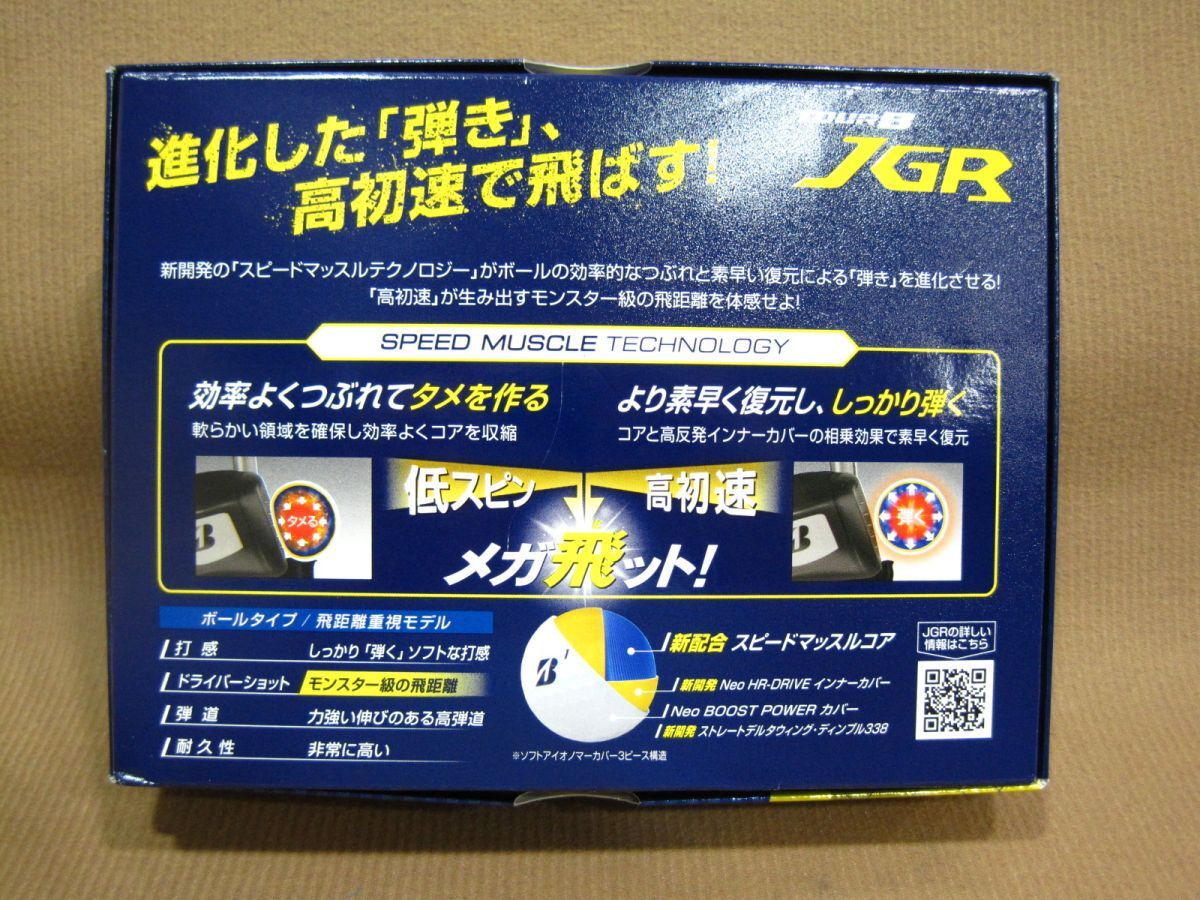 進化した「弾き」、
高初速で飛ばす!
TOUR B
JGR
新開発の「スピードマッスルテクノロジー」がボールの効率的なつぶれと素早い復元による「弾き」を進化させる!
「高初速」が生み出すモンスター級の飛距離を体感せよ!
SPEED MUSCLE TECHNOLOGY
効率よくつぶれてタメを作る
軟らかい領域を確保し効率よくコアを収縮
より素早く復元し、しっかり弾く
コアと高反発インナーカバーの相乗効果で素早く復元
タメる
低スピン
高初速
弾く
メガ飛ット!
ボールタイプ / 飛距離重視モデル
打感 しっかり「弾く」ソフトな打感
ドライバーショット モンスター級の飛距離
弾道 力強い伸びのある高弾道
耐久性 非常に高い
B 1
新配合 スピードマッスルコア
新開発 Neo HR-DRIVE インナーカバー
Neo BOOST POWER カバー
新開発 ストレートデルタウィング・ディンプル338
※ソフトアイオノマーカバー3ピース構造
JGRの詳しい
情報はこちら